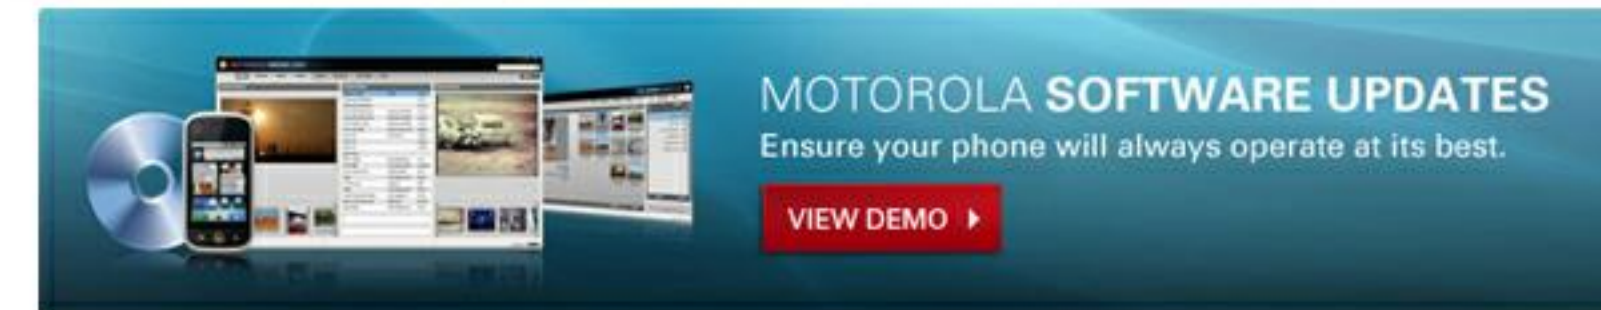 MOTOROLA SOFTWARE UPDATES
Ensure your phone will always operate at its best.
VIEW DEMO